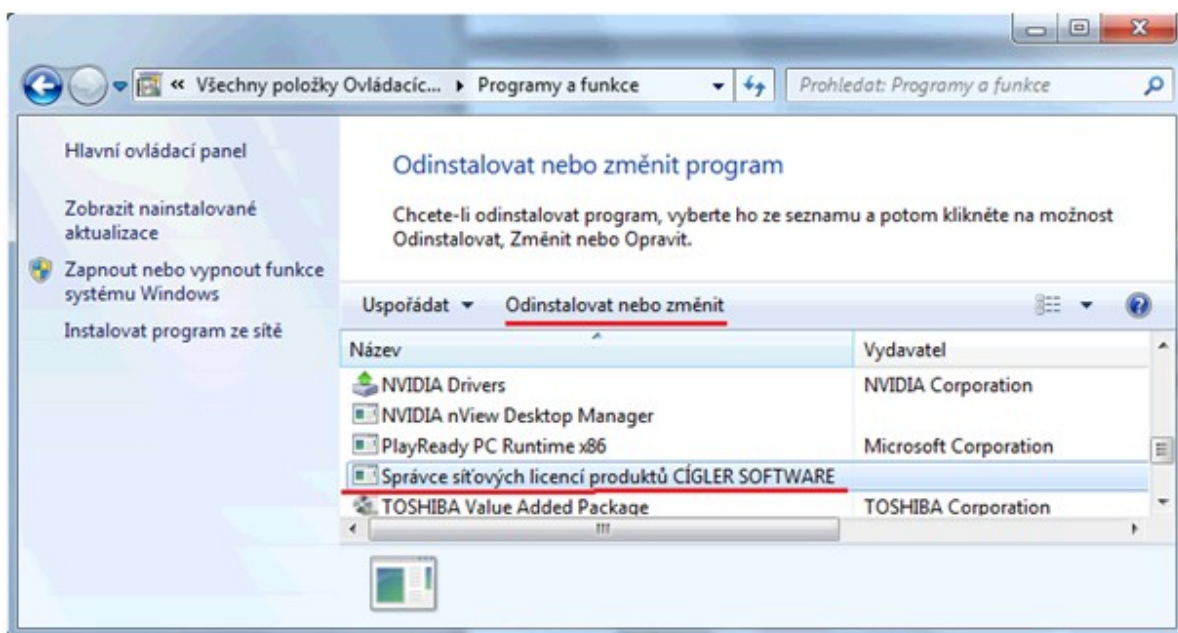 « Všechny položky Ovládacíc... ▸ Programy a funkce
Prohledat: Programy a funkce
Hlavní ovládací panel
Zobrazit nainstalované
aktualizace
Zapnout nebo vypnout funkce
systému Windows
Instalovat program ze sítě
Odinstalovat nebo změnit program
Chcete-li odinstalovat program, vyberte ho ze seznamu a potom klikněte na možnost
Odinstalovat, Změnit nebo Opravit.
Uspořádat Odinstalovat nebo změnit
Název Vydavatel
NVIDIA Drivers NVIDIA Corporation
NVIDIA nView Desktop Manager
PlayReady PC Runtime x86 Microsoft Corporation
Správce síťových licencí produktů CÍGLER SOFTWARE
TOSHIBA Value Added Package TOSHIBA Corporation